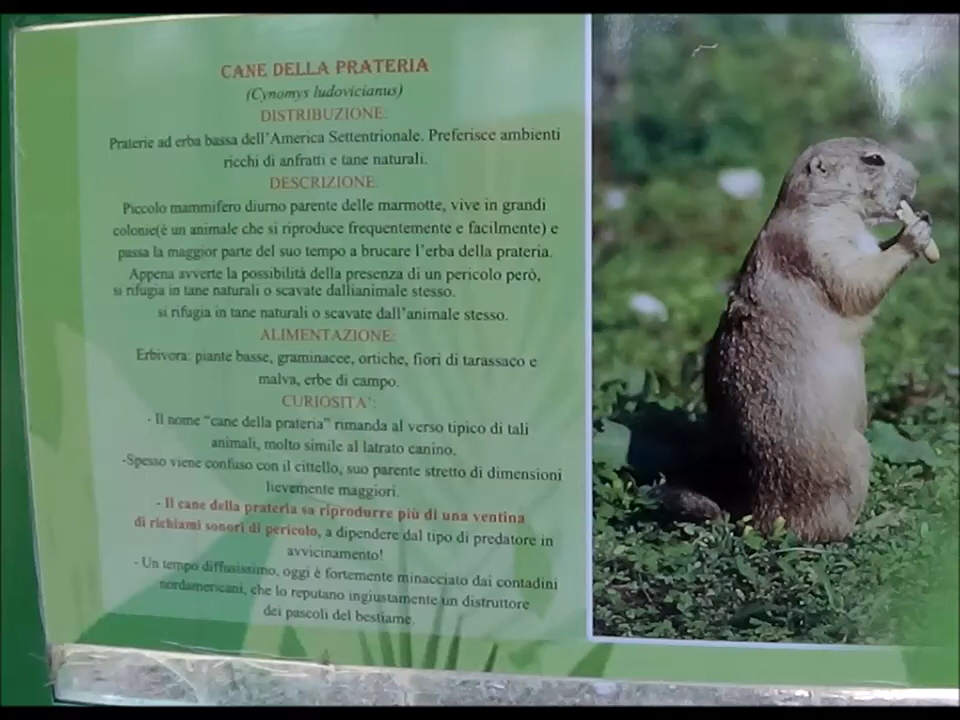 CANE DELLA PRATERIA
(Cynomys ludovicianus)
DISTRIBUZIONE:
Praterie ad erba bassa dell'America Settentrionale. Preferisce ambienti
ricchi di anfratti e tane naturali.
DESCRIZIONE:
Piccolo mammifero diurno parente delle marmotte, vive in grandi
colonie(è un animale che si riproduce frequentemente e facilmente) e
passa la maggior parte del suo tempo a brucare l'erba della prateria.
Appena avverte la possibilità della presenza di un pericolo però,
si rifugia in tane naturali o scavate dallianimale stesso.
si rifugia in tane naturali o scavate dall'animale stesso.
ALIMENTAZIONE:
Erbivora: piante basse, graminacee, ortiche, fiori di tarassaco e
malva, erbe di campo.
CURIOSITA':
- Il nome "cane della prateria" rimanda al verso tipico di tali
animali, molto simile al latrato canino.
-Spesso viene confuso con il citello, suo parente stretto di dimensioni
lievemente maggiori.
- Il cane della prateria sa riprodurre più di una ventina
di richiami sonori di pericolo, a dipendere dal tipo di predatore in
avvicinamento!
- Un tempo diffusissimo, oggi è fortemente minacciato dai contadini
nordamericani, che lo reputano ingiustamente un distruttore
dei pascoli del bestiame.